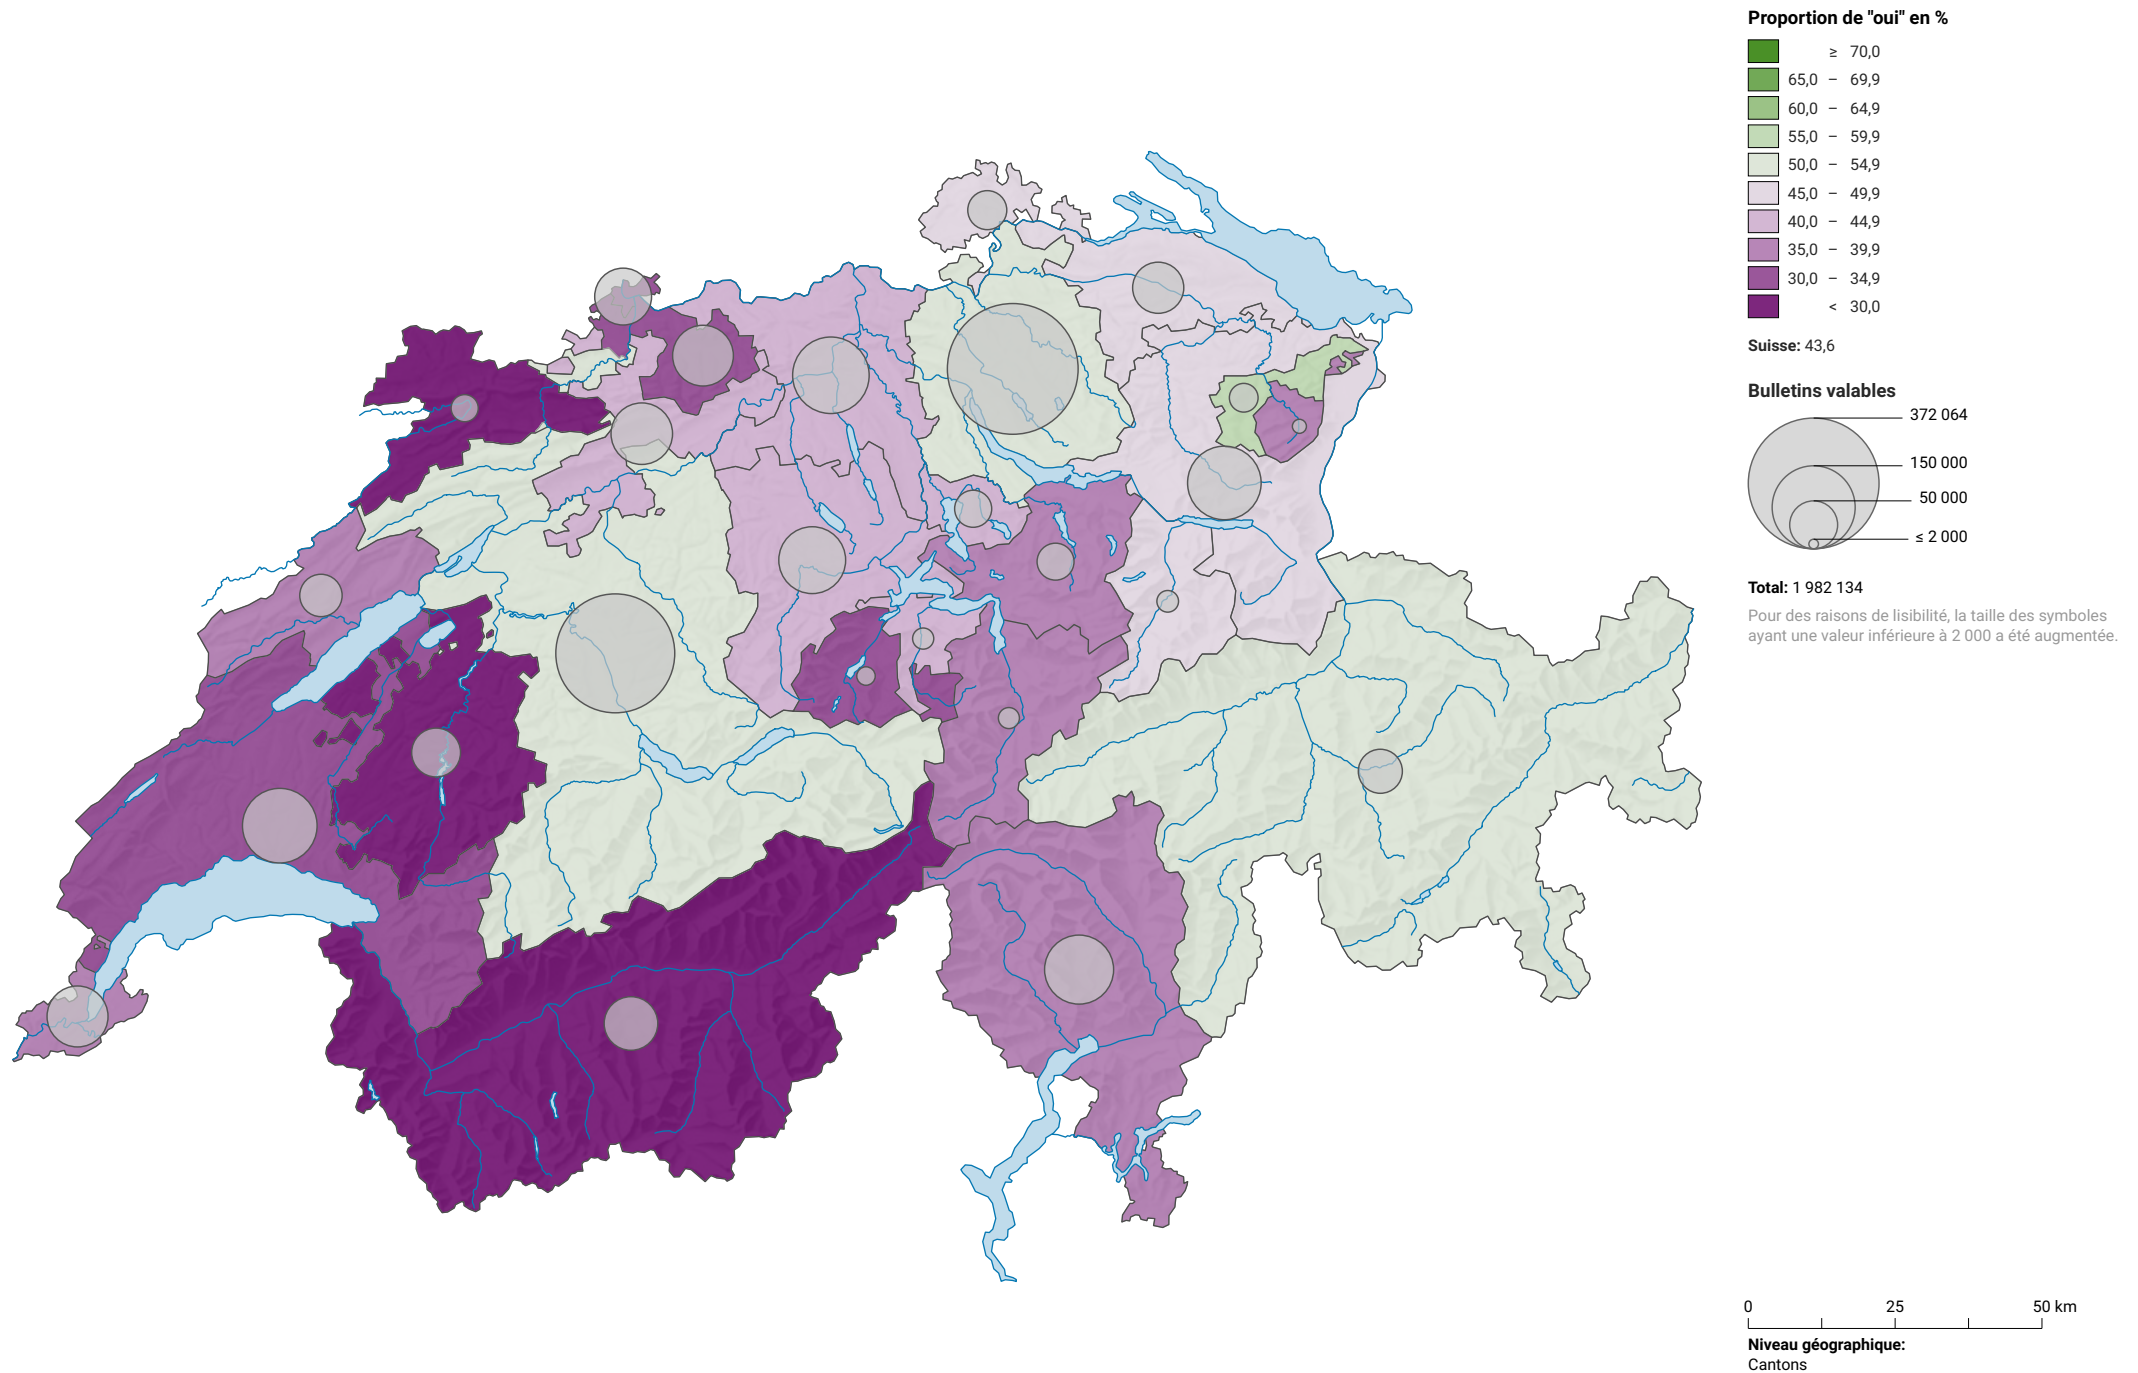 Proportion de "oui" en %
≥ 70,0
65,0 – 69,9
60,0 – 64,9
55,0 – 59,9
50,0 – 54,9
45,0 – 49,9
40,0 – 44,9
35,0 – 39,9
30,0 – 34,9
< 30,0
Suisse: 43,6
Bulletins valables
372 064
150 000
50 000
≤ 2 000
Total: 1 982 134
Pour des raisons de lisibilité, la taille des symboles
ayant une valeur inférieure à 2 000 a été augmentée.
0 25 50 km
Niveau géographique:
Cantons